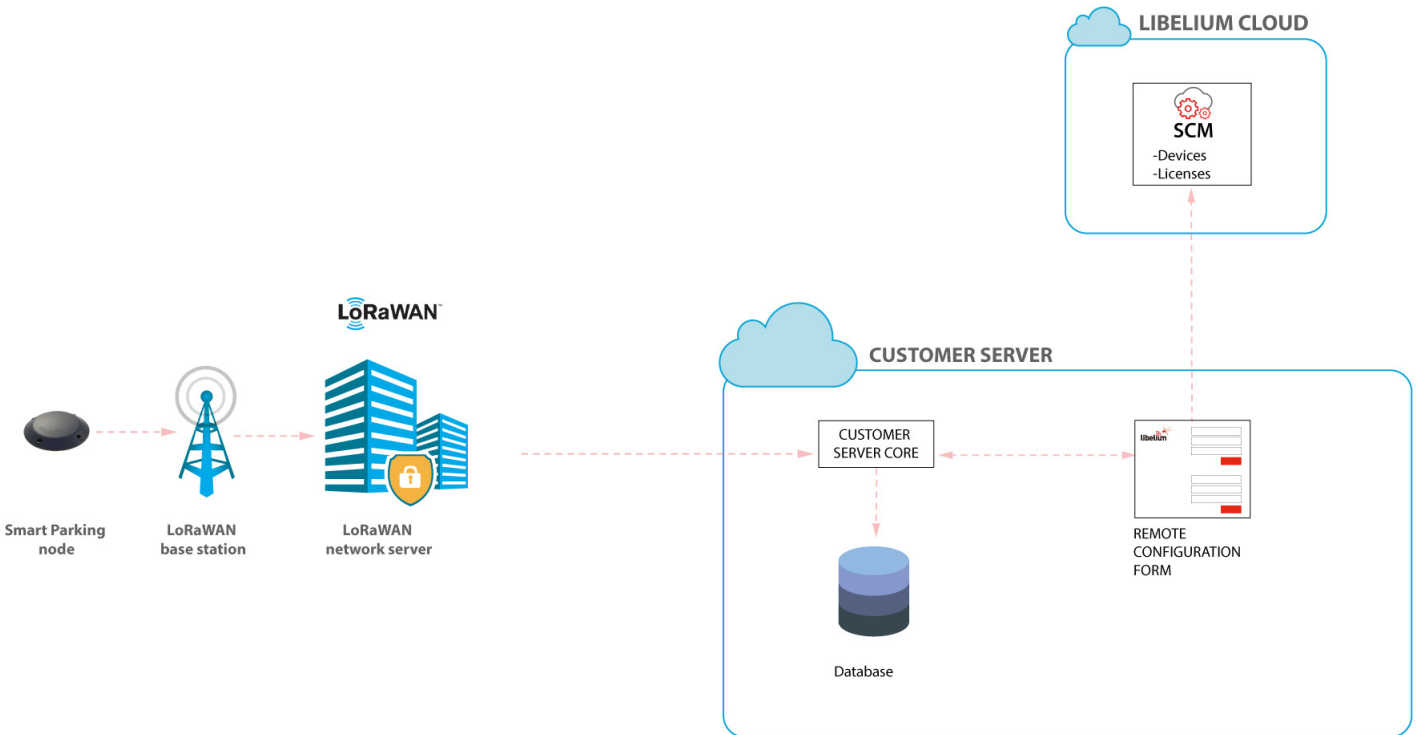 LIBELIUM CLOUD
SCM
-Devices
-Licenses
LoRaWAN™
CUSTOMER SERVER
CUSTOMER
SERVER CORE
libelium
REMOTE
CONFIGURATION
FORM
Smart Parking
node
LoRaWAN
base station
LoRaWAN
network server
Database